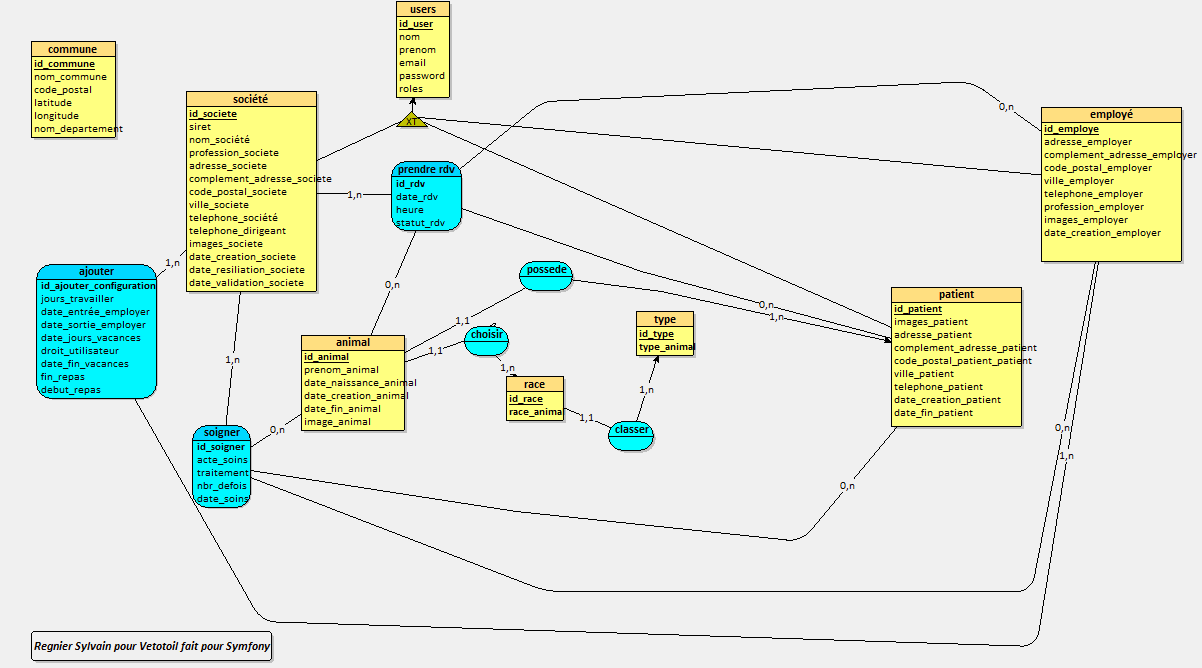 users
id_user
nom
prenom
email
password
roles
commune
id_commune
nom_commune
code_postal
latitude
longitude
nom_departement
société
id_societe
siret
nom_société
profession_societe
adresse_societe
complement_adresse_societe
code_postal_societe
ville_societe
telephone_société
telephone_dirigeant
images_societe
date_creation_societe
date_resiliation_societe
date_validation_societe
XT
0,n
employé
id_employe
adresse_employer
complement_adresse_employer
code_postal_employer
ville_employer
telephone_employer
profession_employer
images_employer
date_creation_employer
prendre rdv
id_rdv
date_rdv
heure
statut_rdv
1,n
1,n
ajouter
id_ajouter_configuration
jours_travailler
date_entrée_employer
date_sortie_employer
date_jours_vacances
droit_utilisateur
date_fin_vacances
fin_repas
debut_repas
possede
0,n
0,n
1,n
patient
id_patient
images_patient
adresse_patient
complement_adresse_patient
code_postal_patient_patient
ville_patient
telephone_patient
date_creation_patient
date_fin_patient
type
id_type
type_animal
1,1
choisir
1,1
animal
id_animal
prenom_animal
date_naissance_animal
date_creation_animal
date_fin_animal
image_animal
1,n
1,n
race
id_race
race_animal
1,n
1,1
classer
0,n
soigner
id_soigner
acte_soins
traitement
nbr_defois
date_soins
0,n
1,n
0,n
Regnier Sylvain pour Vetotoil fait pour Symfony